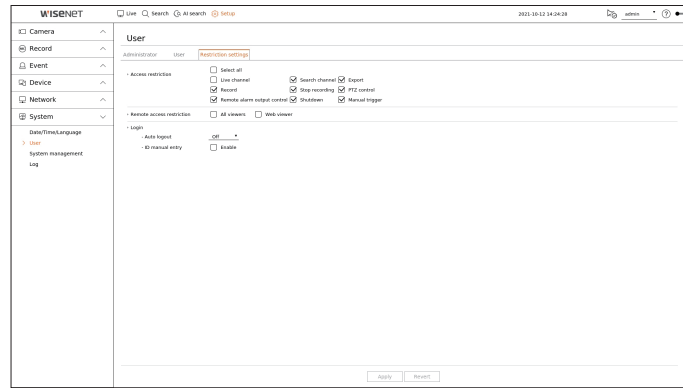 WISENET
Live Search AI search Setup 2021-10-12 14:24:28 admin ?
Camera
Record
Event
Device
Network
System
Date/Time/Language
> User
System management
Log
User
Administrator User Restriction settings
• Access restriction
Select all
Live channel Search channel Export
Record Stop recording PTZ control
Remote alarm output control Shutdown Manual trigger
• Remote access restriction All viewers Web viewer
• Login
- Auto logout Off
- ID manual entry Enable
Apply Revert